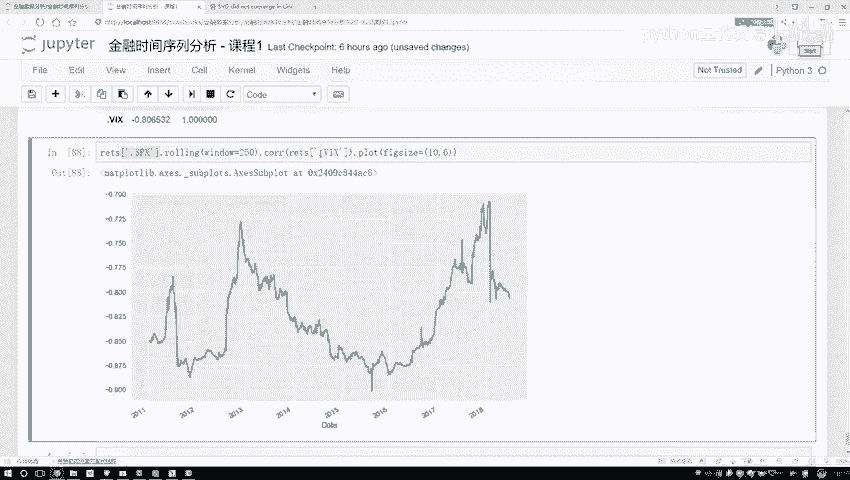 jupyter 金融时间序列分析 - 课程1 Last Checkpoint: 6 hours ago (unsaved changes)
File Edit View Insert Cell Kernel Widgets Help
Not Trusted Python 3
Code
.VIX -0.806532 1.000000
In [88]: rets['.SPX'].rolling(window=250).corr(rets['.VIX']).plot(figsize=(10,6))
Out[88]: <matplotlib.axes._subplots.AxesSubplot at 0x2409c844ac8>
-0.700
-0.725
-0.750
-0.775
-0.800
-0.825
-0.850
-0.875
-0.900
2011 2012 2013 2014 2015 2016 2017 2018
Date